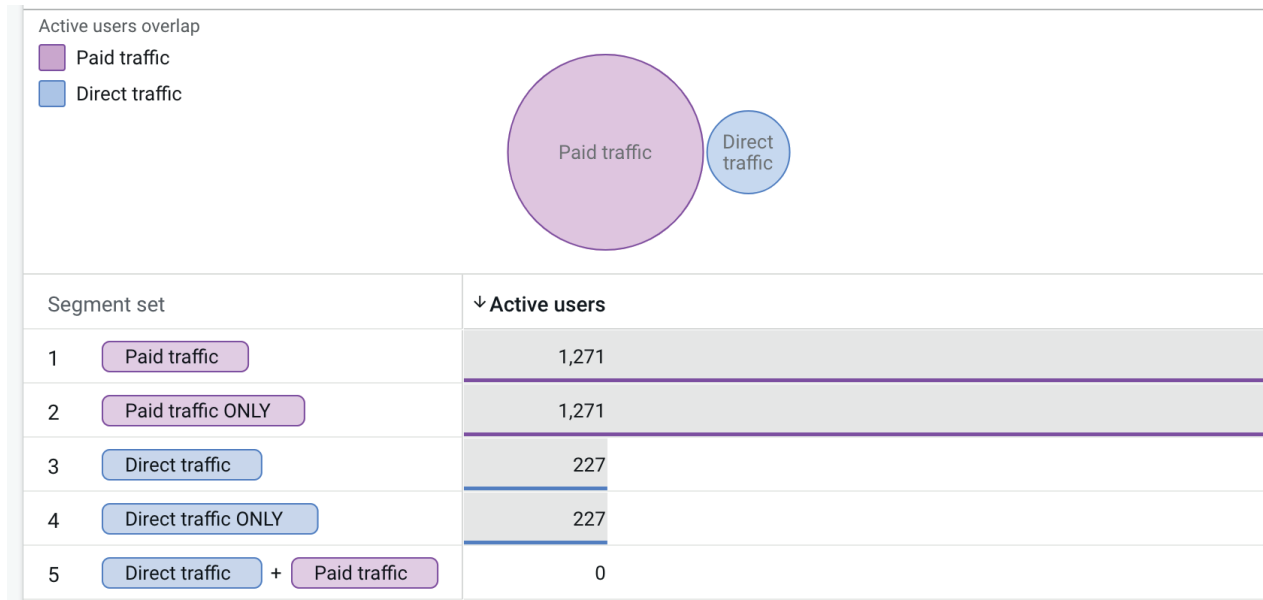 Active users overlap
Paid traffic
Direct traffic
Paid traffic
Direct
traffic
Segment set
↓ Active users
1 Paid traffic 1,271
2 Paid traffic ONLY 1,271
3 Direct traffic 227
4 Direct traffic ONLY 227
5 Direct traffic + Paid traffic 0